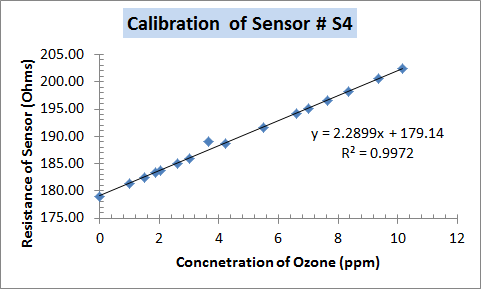 Calibration of Sensor # S4
Resistance of Sensor (Ohms)
205.00
200.00
195.00
190.00
185.00
180.00
175.00
y = 2.2899x + 179.14
R² = 0.9972
0 2 4 6 8 10 12
Concnetration of Ozone (ppm)